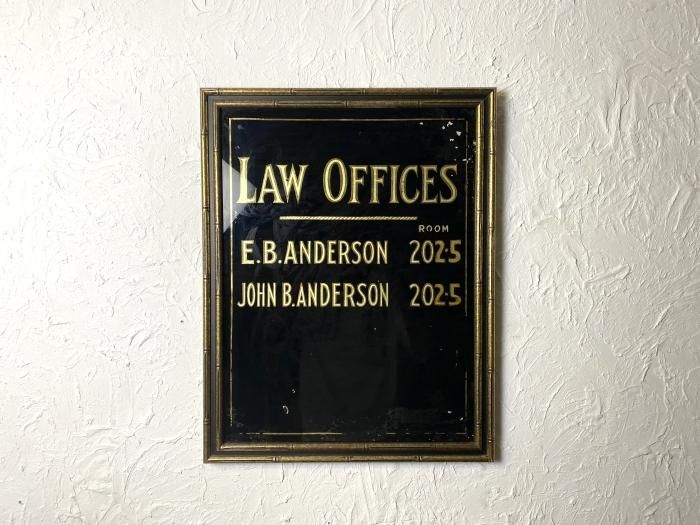 LAW OFFICES
ROOM
E.B.ANDERSON 202-5
JOHN B.ANDERSON 202-5